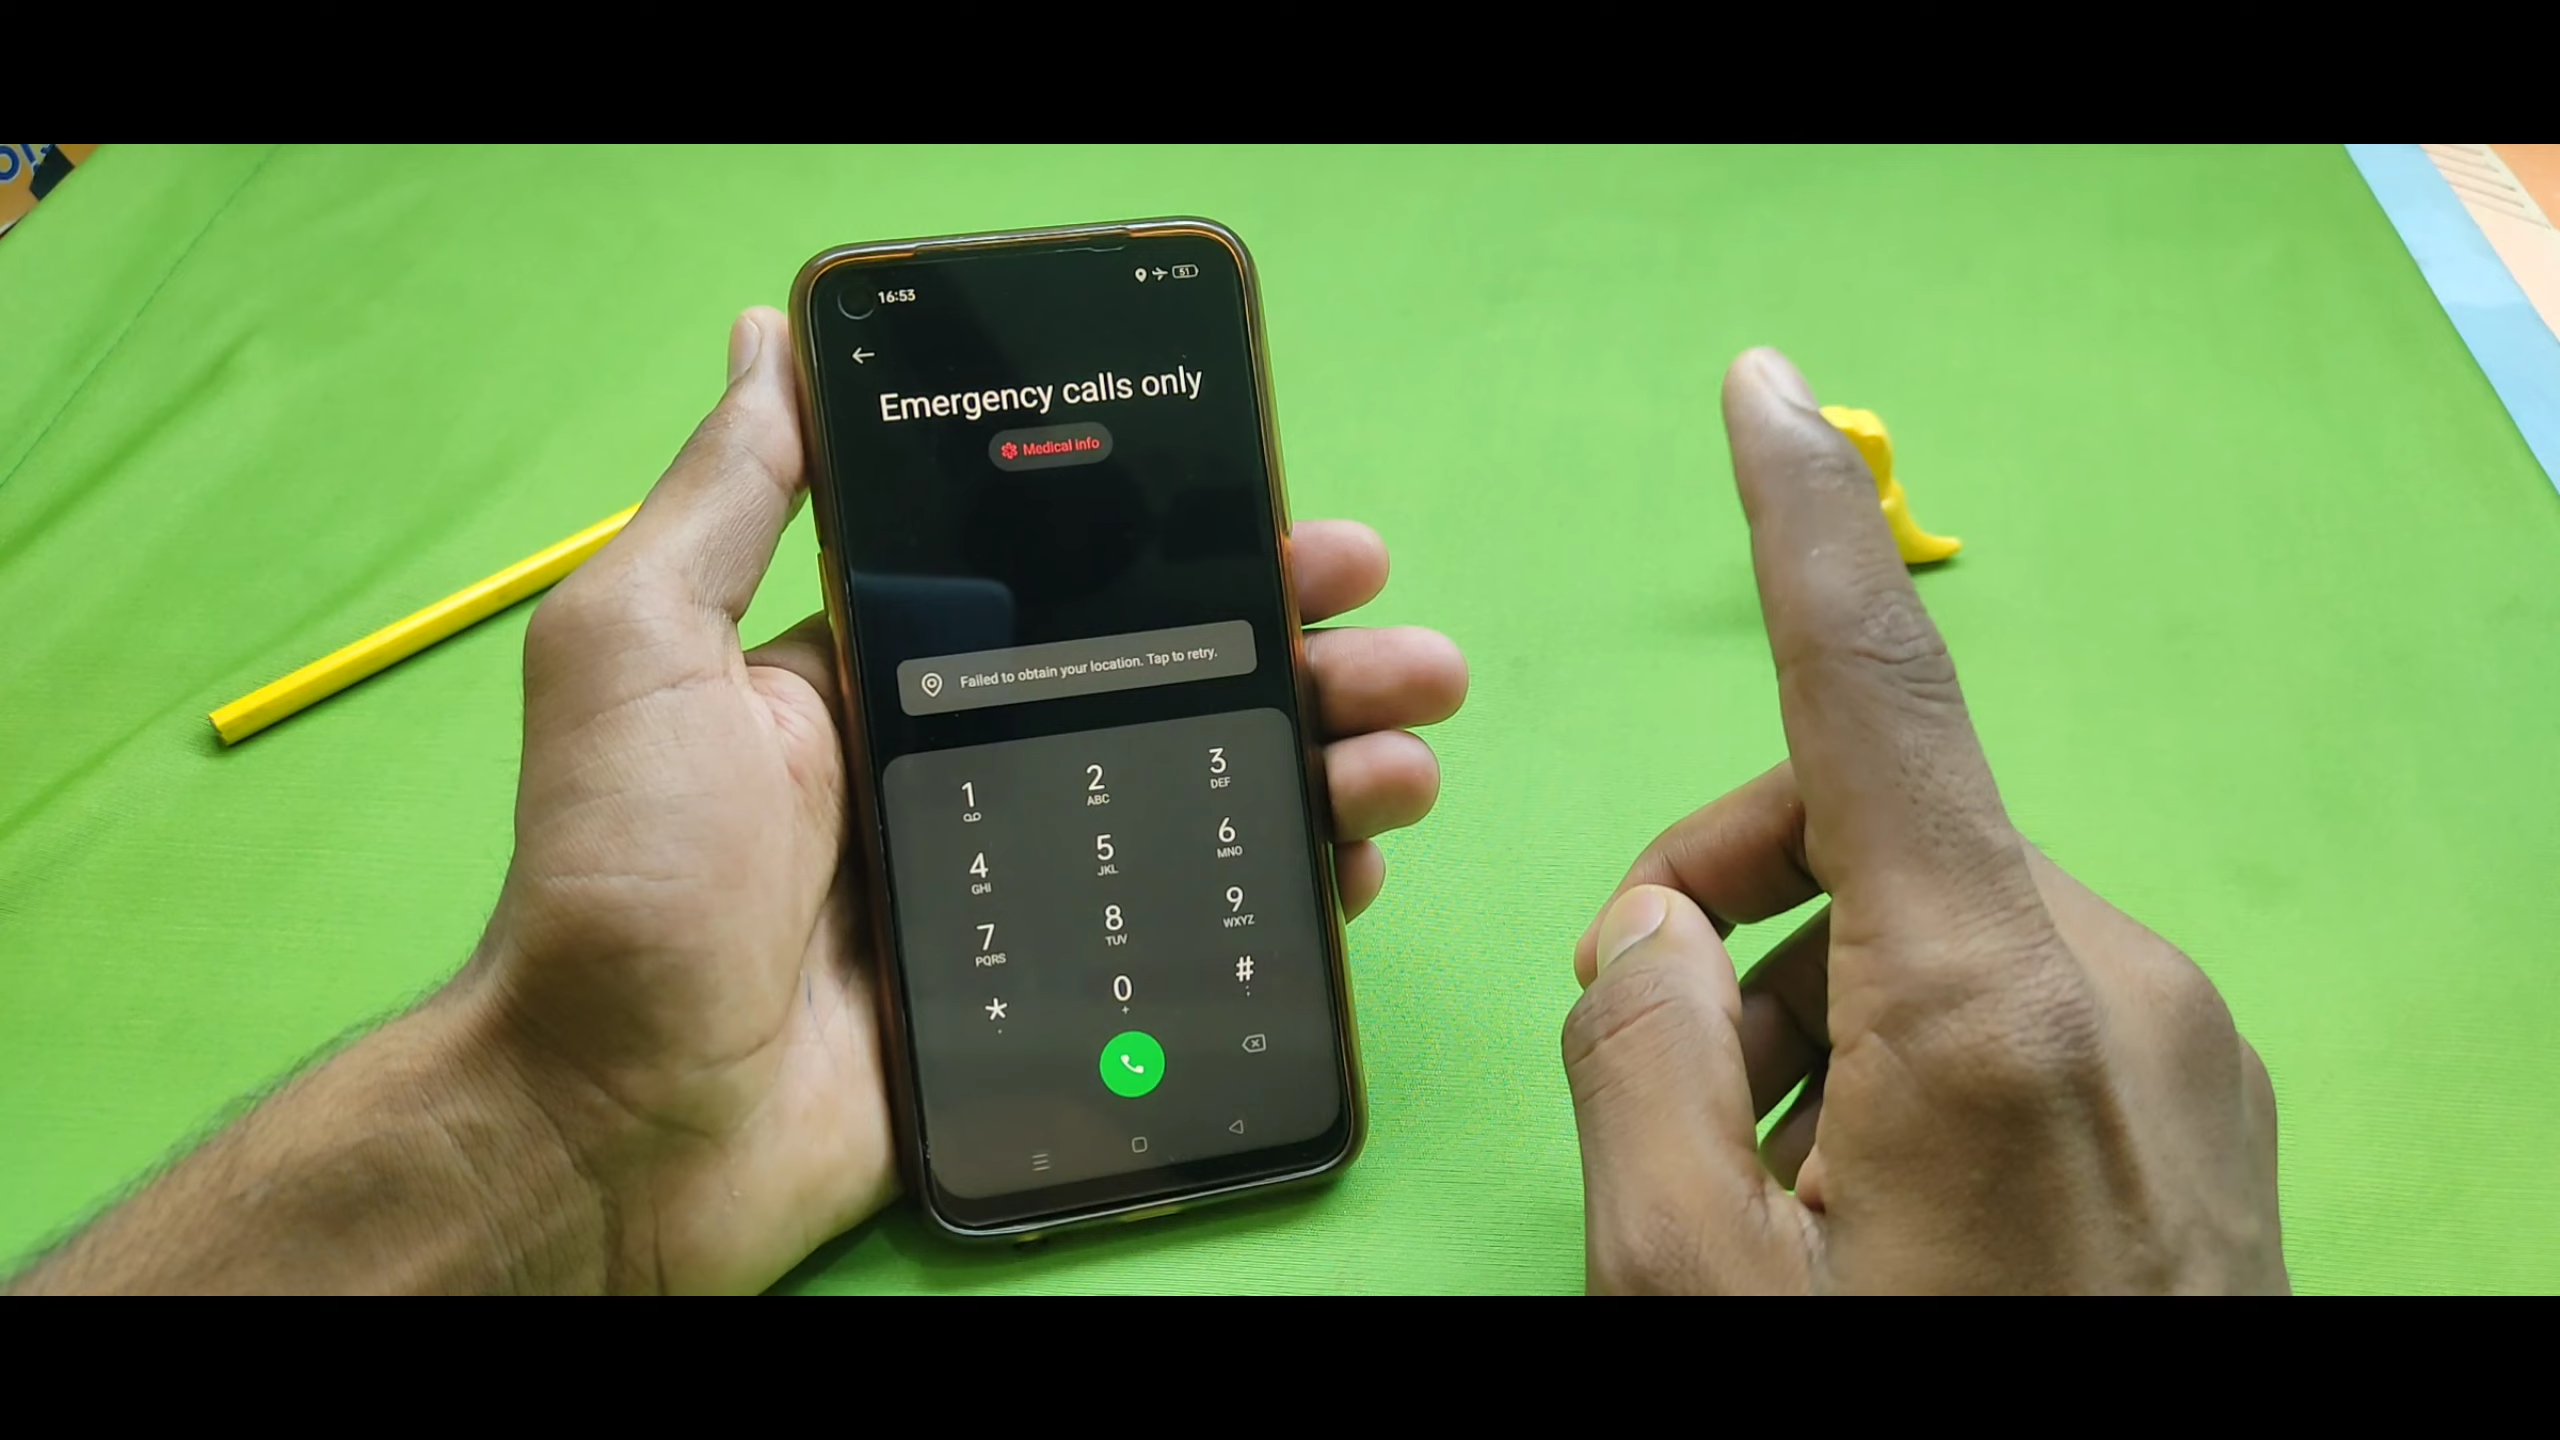 16:53
51
Emergency calls only
Medical info
Failed to obtain your location. Tap to retry.
1 2 ABC 3 DEF
4 GHI 5 JKL 6 MNO
7 PQRS 8 TUV 9 WXYZ
* 0 + #